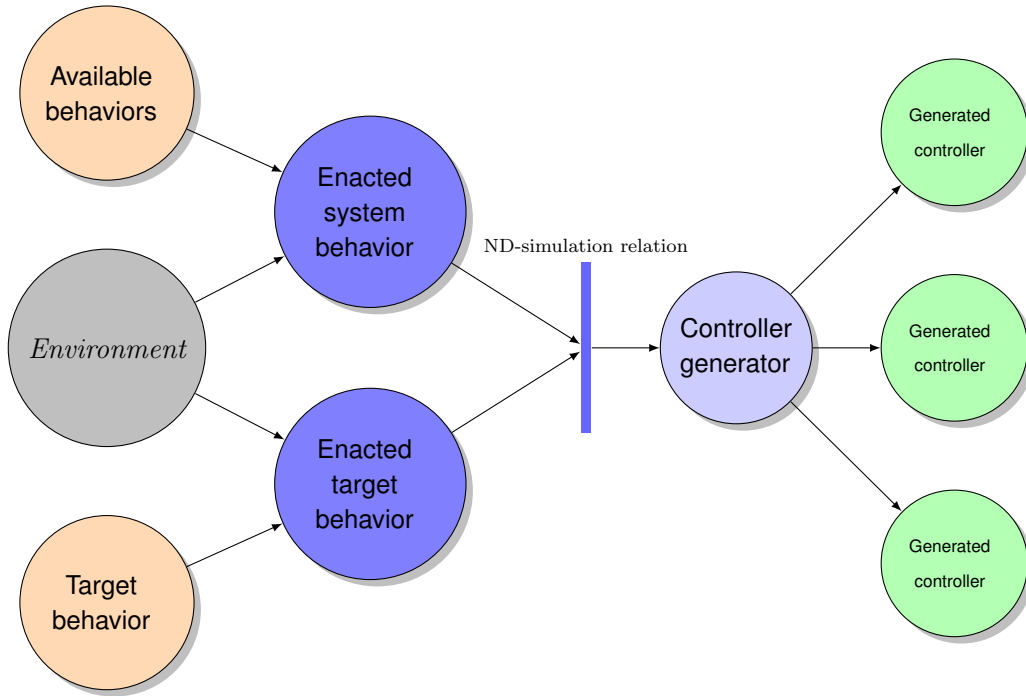 Available
behaviors
Environment
Target
behavior
Enacted
system
behavior
Enacted
target
behavior
ND-simulation relation
Controller
generator
Generated
controller
Generated
controller
Generated
controller